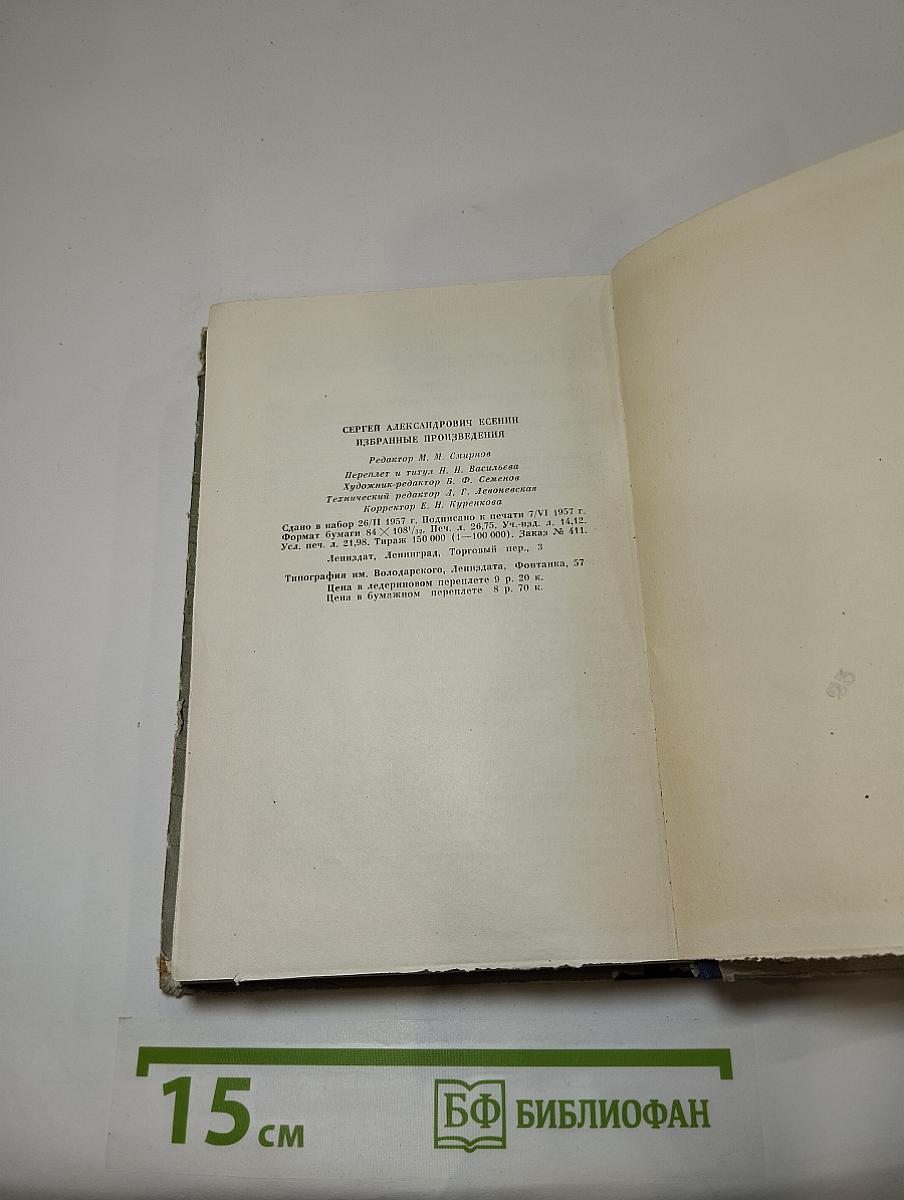 СЕРГЕЙ АЛЕКСАНДРОВИЧ ЕСЕНИН
ИЗБРАННЫЕ ПРОИЗВЕДЕНИЯ
Редактор М. М. Смирнов
Переплет и титул Н. И. Васильева
Художник-редактор Б. Ф. Семенов
Технический редактор Л. Г. Левоневская
Корректор Е. Н. Куренкова
Сдано в набор 26/II 1957 г. Подписано к печати 7/VI 1957 г.
Формат бумаги 84 × 108 1/32. Печ. л. 26,75. Уч.-изд. л. 14,12.
Усл. печ. л. 21,98. Тираж 150 000 (1—100 000). Заказ № 411.
Лениздат, Ленинград, Торговый пер., 3
Типография им. Володарского, Лениздата, Фонтанка, 57
Цена в ледериновом переплете 9 р. 20 к.
Цена в бумажном переплете 8 р. 70 к.
25
15 см
БФ БИБЛИОФАН